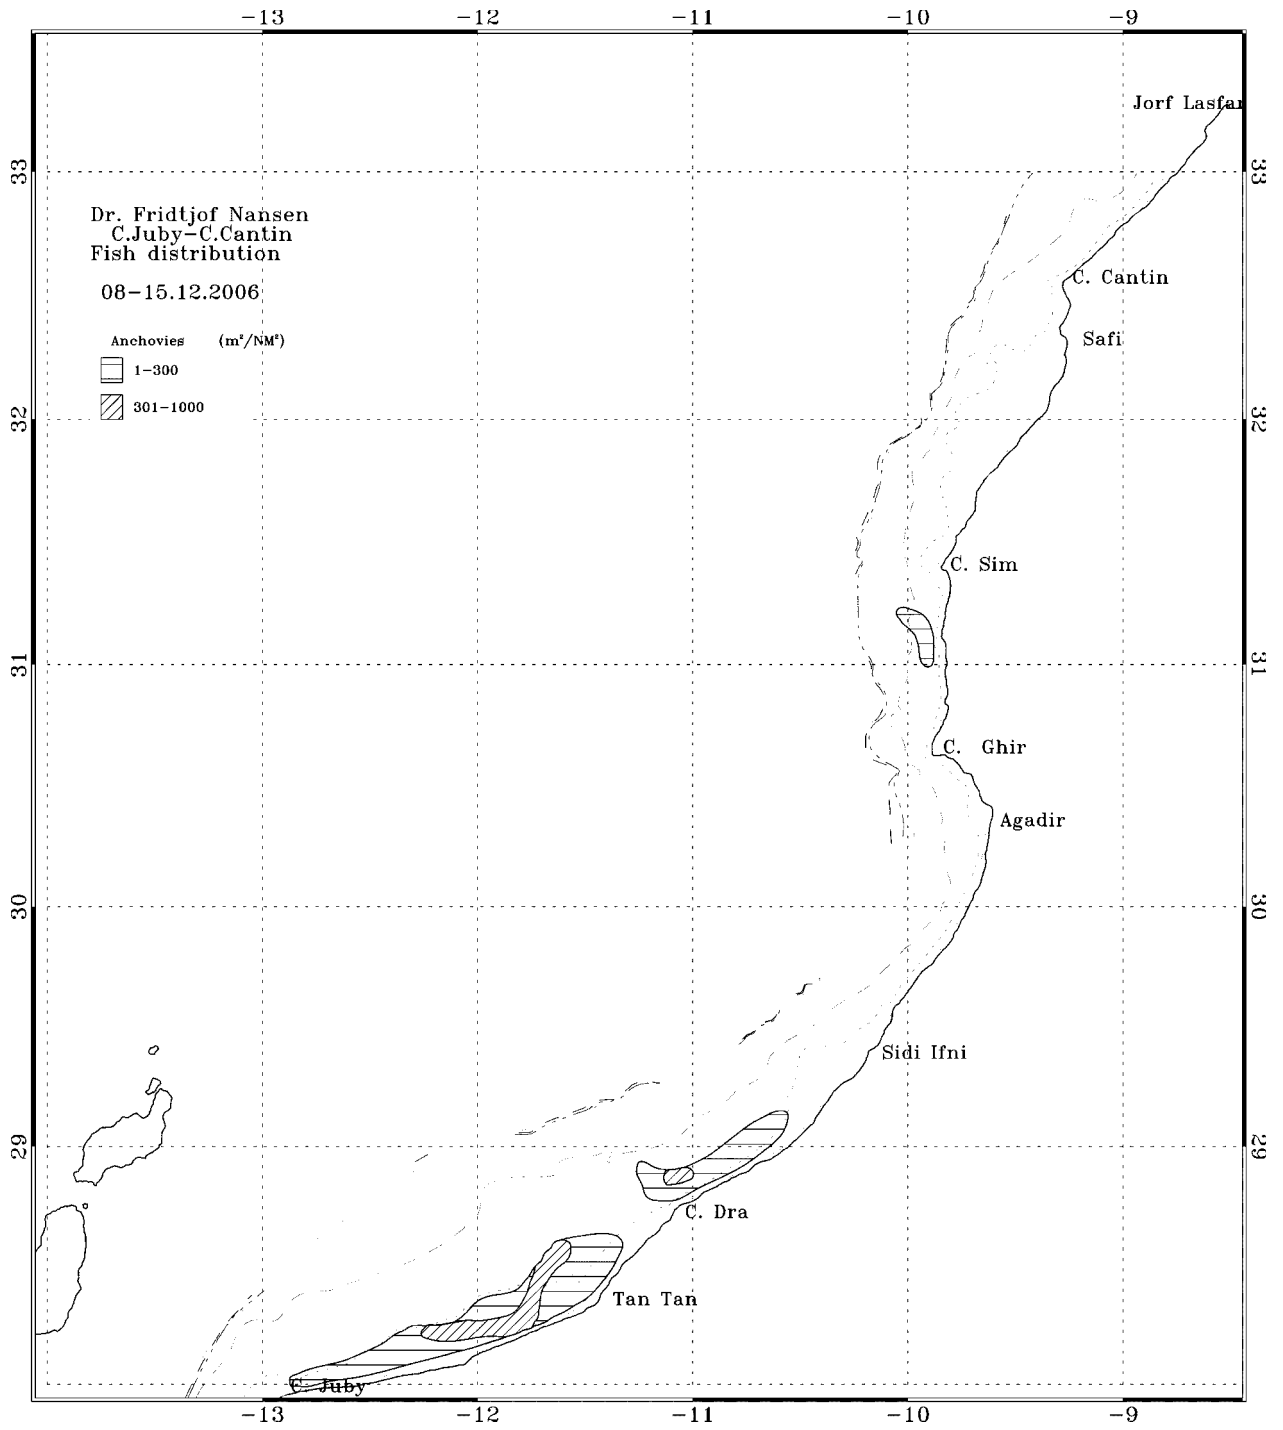 -13 -12 -11 -10 -9
Jorf Lasfar
33 33
Dr. Fridtjof Nansen
C.Juby-C.Cantin
Fish distribution
C. Cantin
08-15.12.2006
Safi
Anchovies (m²/NM²)
1-300
301-1000
32 32
C. Sim
31 31
C. Ghir
Agadir
30 30
Sidi Ifni
29 29
C. Dra
Tan Tan
C. Juby
-13 -12 -11 -10 -9